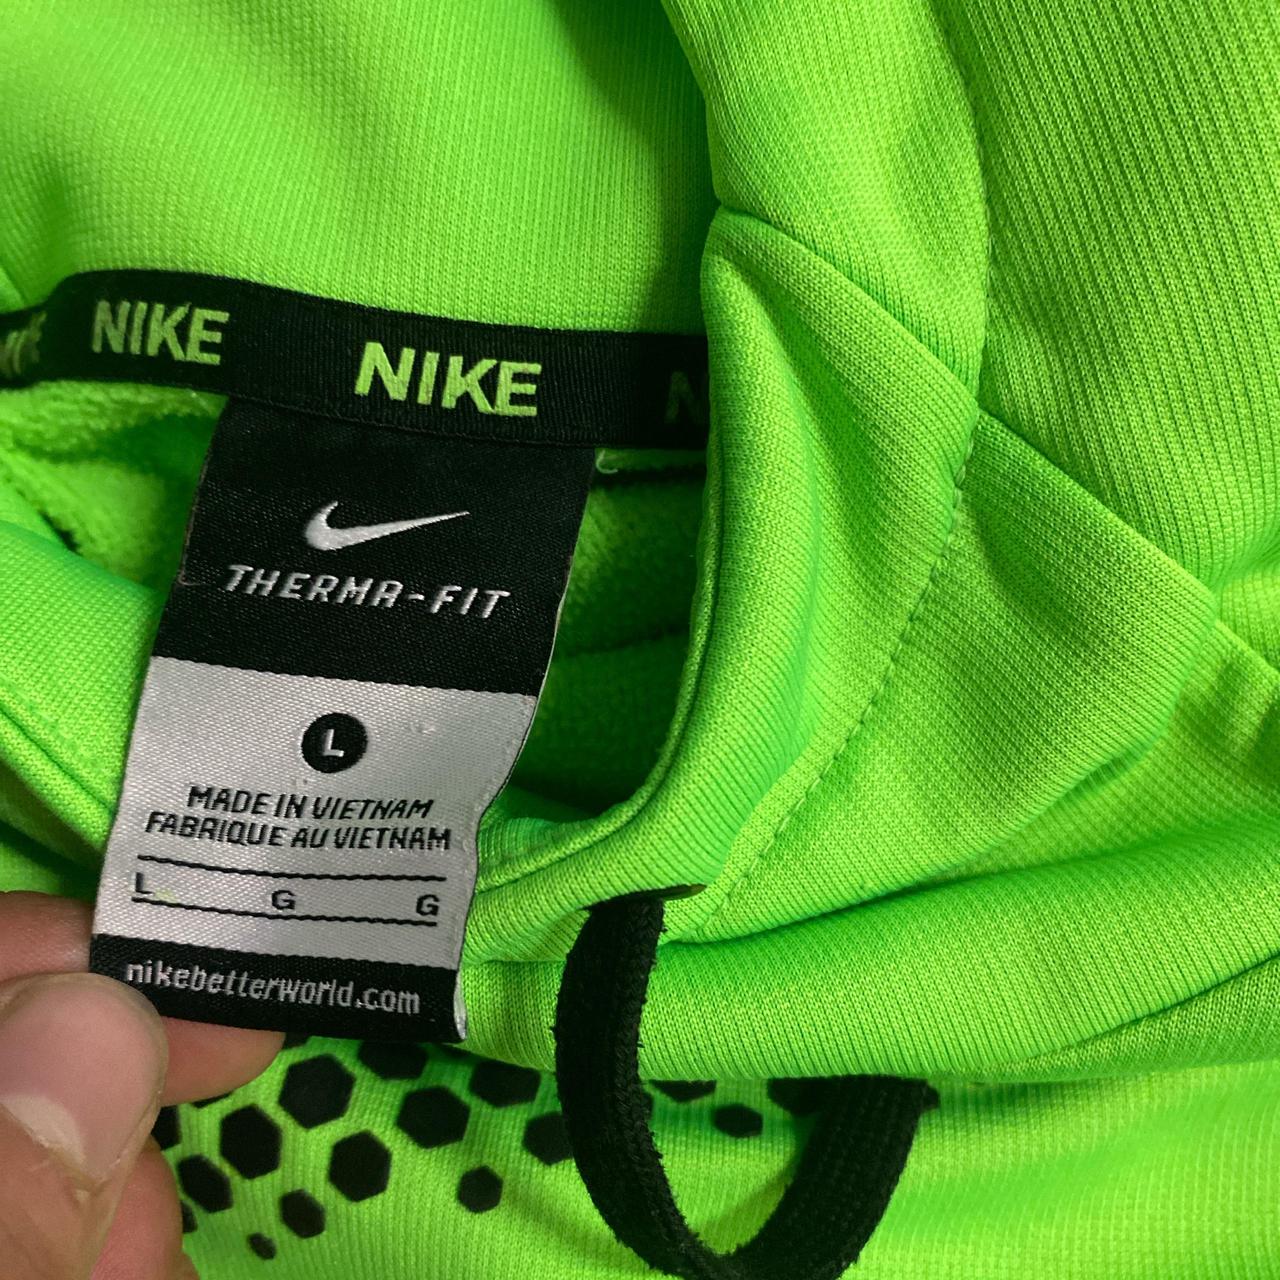 NIKE NIKE
THERMA-FIT
L
MADE IN VIETNAM
FABRIQUE AU VIETNAM
L G G
nikebetterworld.com